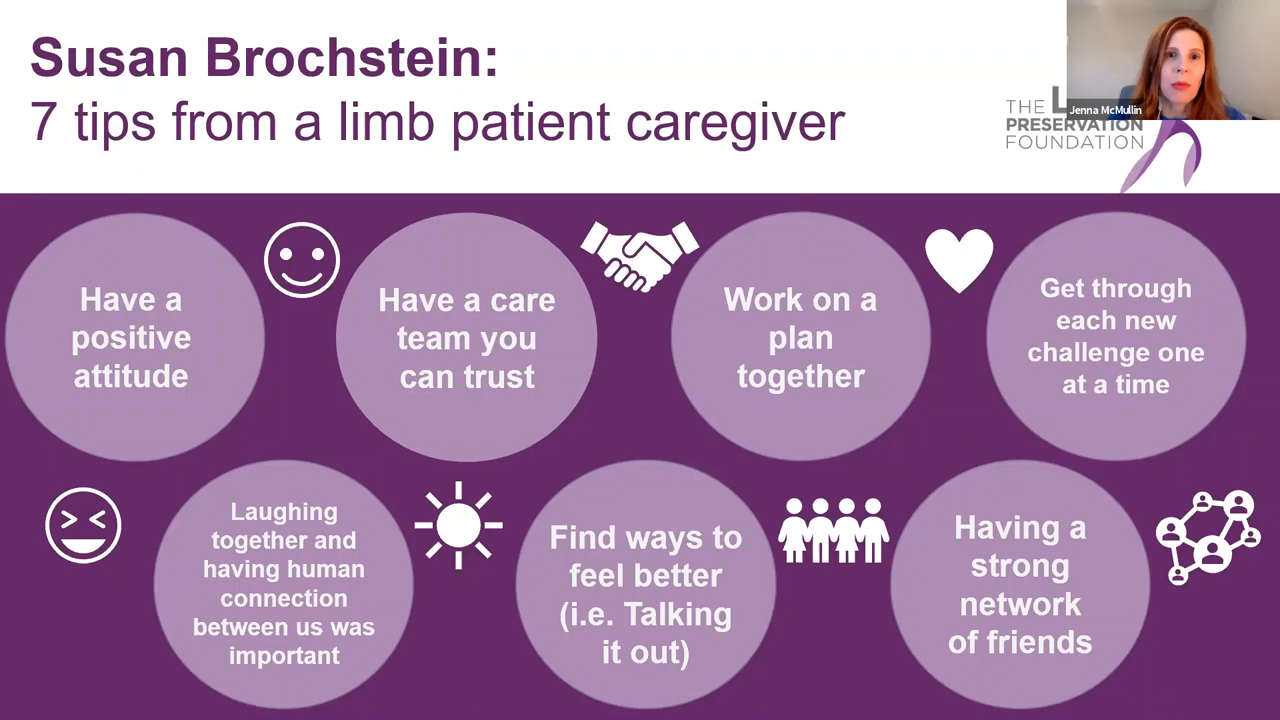 Susan Brochstein:
7 tips from a limb patient caregiver
Jenna McMullin
THE
PRESERVATION
FOUNDATION
Have a
positive
attitude
Have a care
team you
can trust
Work on a
plan
together
Get through
each new
challenge one
at a time
Laughing
together and
having human
connection
between us was
important
Find ways to
feel better
(i.e. Talking
it out)
Having a
strong
network
of friends